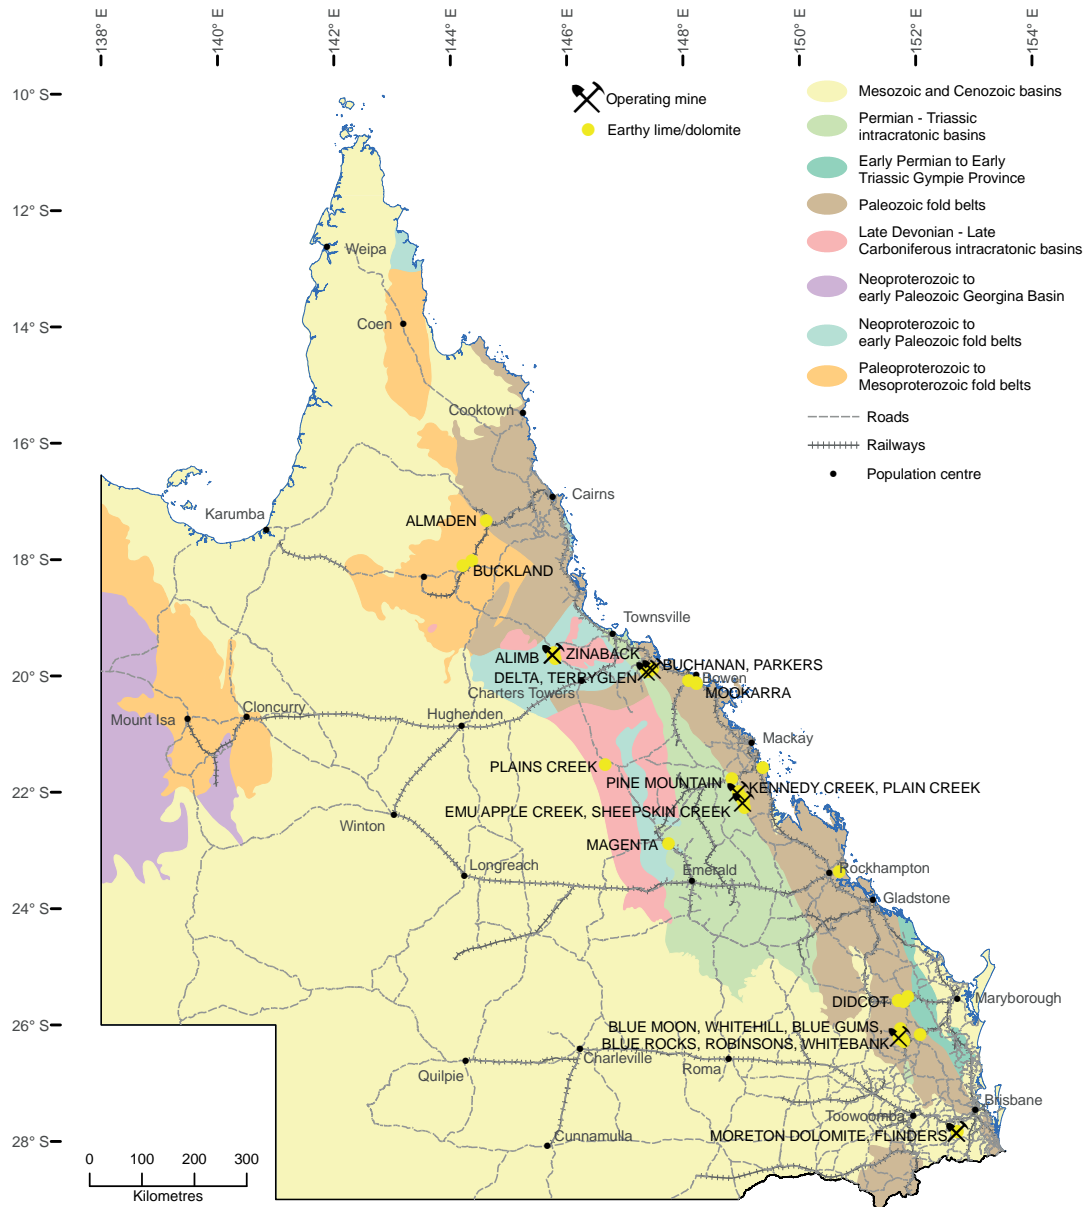 138° E
140° E
142° E
144° E
146° E
148° E
150° E
152° E
154° E
10° S
12° S
14° S
16° S
18° S
20° S
22° S
24° S
26° S
28° S
Operating mine
Earthy lime/dolomite
Mesozoic and Cenozoic basins
Permian - Triassic
intracratonic basins
Early Permian to Early
Triassic Gympie Province
Paleozoic fold belts
Late Devonian - Late
Carboniferous intracatonic basins
Neoproterozoic to
early Paleozoic Georgina Basin
Neoproterozoic to
early Paleozoic fold belts
Paleoproterozoic to
Mesoproterozoic fold belts
Roads
Railways
Population centre
Weipa
Coen
Cooktown
Cairns
Karumba
ALMADEN
BUCKLAND
Townsville
ALIMB
ZINABACK
BUCHANAN, PARKERS
DELTA, TERRYGLEN
Bowen
MOOKARRA
Charters Towers
Mount Isa
Cloncurry
Hughenden
Mackay
PLAINS CREEK
PINE MOUNTAIN
KENNEDY CREEK, PLAIN CREEK
EMU APPLE CREEK, SHEEPSKIN CREEK
Winton
MAGENTA
Longreach
Emerald
Rockhampton
Gladstone
DIDCOT
Maryborough
BLUE MOON, WHITEHILL, BLUE GUMS,
BLUE ROCKS, ROBINSONS, WHITEBANK
Charleville
Quilpie
Roma
Brisbane
Toowoomba
Cunnamulla
MORETON DOLOMITE, FLINDERS
0 100 200 300
Kilometres